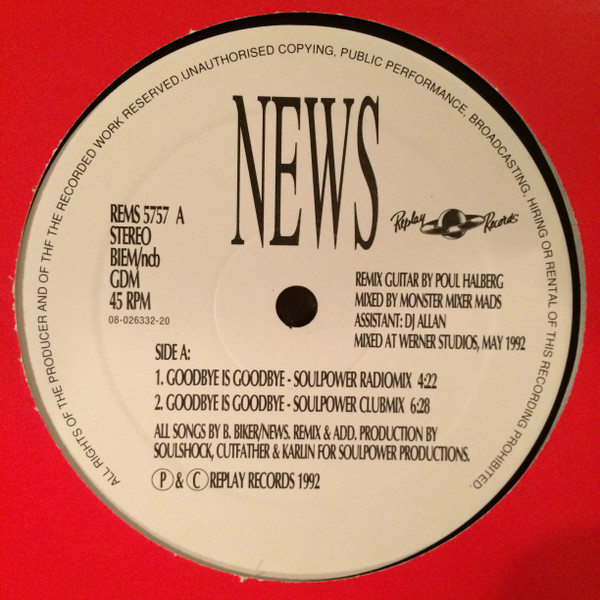 ALL RIGHTS OF THE PRODUCER AND OF THF THE RECORDED WORK RESERVED.UNAUTHORISED COPYING, PUBLIC PERFORMANCE, BROADCASTING, HIRING OR RENTAL OF THIS RECORDING PROHIBITED.
NEWS
REMS 5757 A
STEREO
BIEM/ncb
GDM
45 RPM
08-026332-20
Replay Records
REMIX GUITAR BY POUL HALBERG
MIXED BY MONSTER MIXER MADS
ASSISTANT: DJ ALLAN
MIXED AT WERNER STUDIOS, MAY 1992
SIDE A:
1. GOODBYE IS GOODBYE - SOULPOWER RADIOMIX 4:22
2. GOODBYE IS GOODBYE - SOULPOWER CLUBMIX 6:28
ALL SONGS BY B. BIKER/NEWS. REMIX & ADD. PRODUCTION BY
SOULSHOCK, CUTFATHER & KARLIN FOR SOULPOWER PRODUCTIONS.
Ⓟ & Ⓒ REPLAY RECORDS 1992